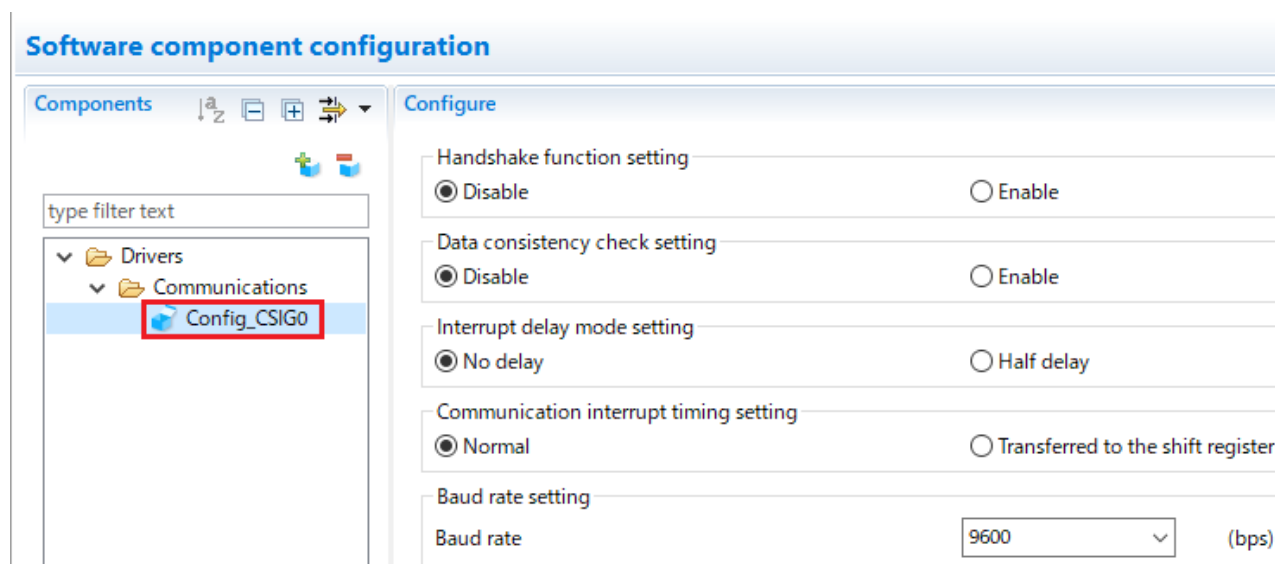 Software component configuration
Components
type filter text
Drivers
Communications
Config_CSIG0
Configure
Handshake function setting
Disable Enable
Data consistency check setting
Disable Enable
Interrupt delay mode setting
No delay Half delay
Communication interrupt timing setting
Normal Transferred to the shift register
Baud rate setting
Baud rate 9600 (bps)